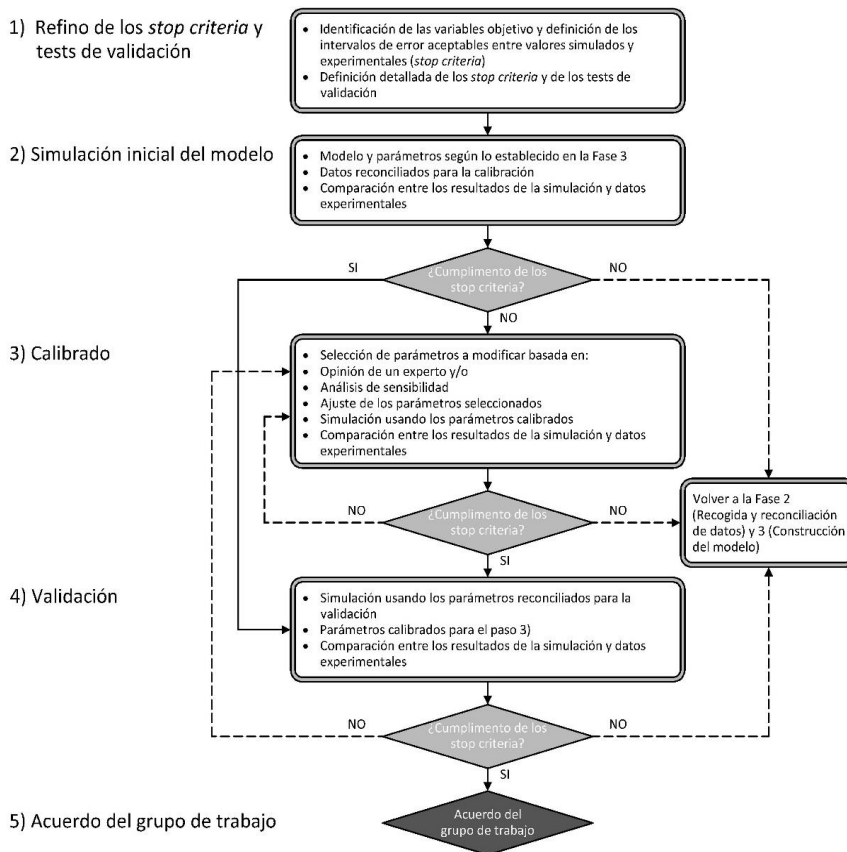 1) Refino de los stop criteria y
tests de validación
• Identificación de las variables objetivo y definición de los
intervalos de error aceptables entre valores simulados y
experimentales (stop criteria)
• Definición detallada de los stop criteria y de los tests de
validación
2) Simulación inicial del modelo
• Modelo y parámetros según lo establecido en la Fase 3
• Datos reconciliados para la calibración
• Comparación entre los resultados de la simulación y datos
experimentales
SI
¿Cumplimento de los
stop criteria?
NO
NO
3) Calibrado
• Selección de parámetros a modificar basada en:
• Opinión de un experto y/o
• Análisis de sensibilidad
• Ajuste de los parámetros seleccionados
• Simulación usando los parámetros calibrados
• Comparación entre los resultados de la simulación y datos
experimentales
NO
¿Cumplimento de los
stop criteria?
NO
SI
Volver a la Fase 2
(Recogida y reconciliación
de datos) y 3 (Construcción
del modelo)
4) Validación
• Simulación usando los parámetros reconciliados para la
validación
• Parámetros calibrados para el paso 3)
• Comparación entre los resultados de la simulación y datos
experimentales
NO
¿Cumplimento de los
stop criteria?
NO
SI
5) Acuerdo del grupo de trabajo
Acuerdo del
grupo de trabajo